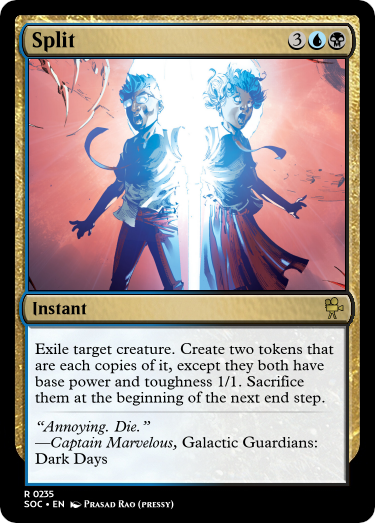 Split
3
Instant
Exile target creature. Create two tokens that
are each copies of it, except they both have
base power and toughness 1/1. Sacrifice
them at the beginning of the next end step.
“Annoying. Die.”
—Captain Marvelous, Galactic Guardians:
Dark Days
R 0235
SOC • EN Prasad Rao (pressy)